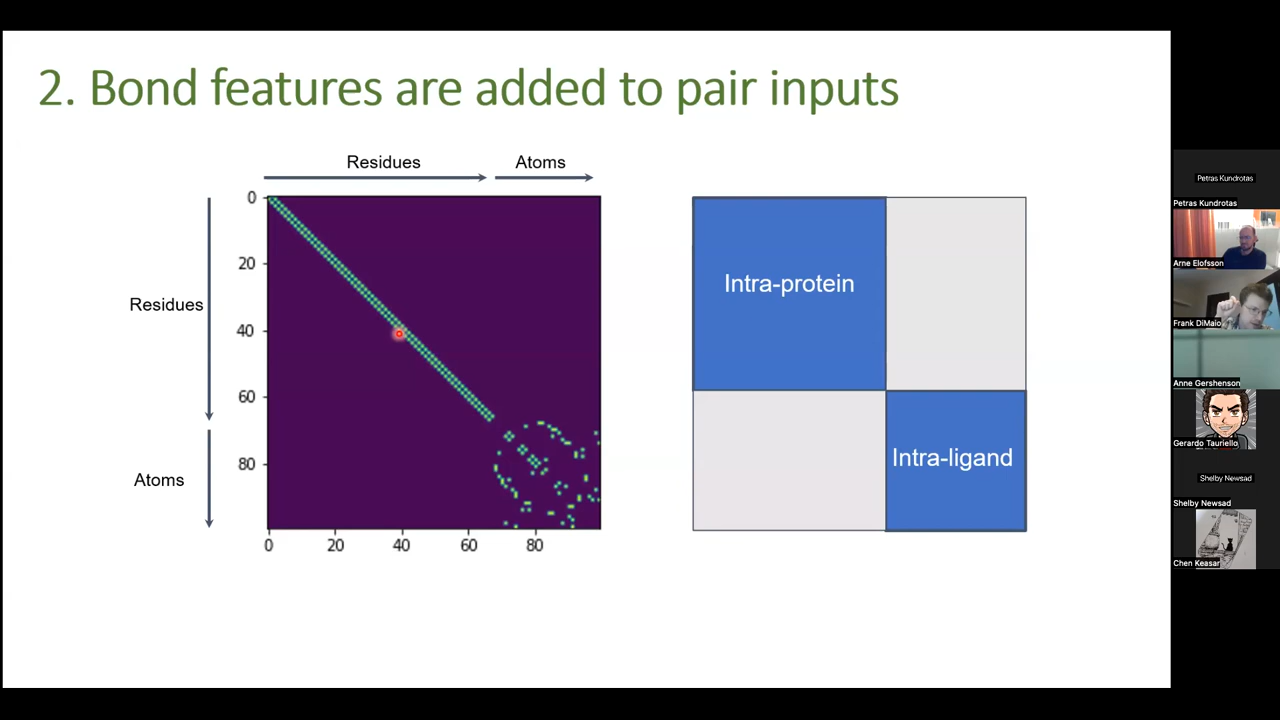 2. Bond features are added to pair inputs
Residues
Atoms
Residues
Atoms
0
20
40
60
80
0
20
40
60
80
Intra-protein
Intra-ligand
Petras Kundrotas
Petras Kundrotas
Arne Elofsson
Frank DiMaio
Anne Gershenson
Gerardo Tauriello
Shelby Newsad
Shelby Newsad
Chen Keasar